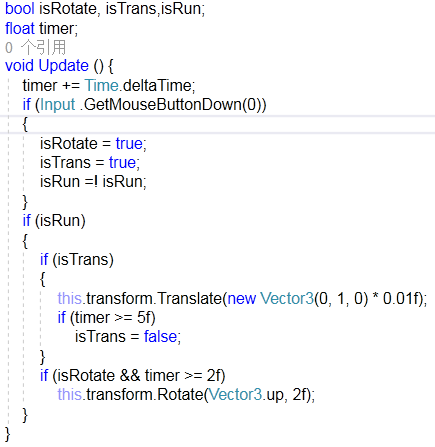 bool isRotate, isTrans,isRun;
float timer;
0 个引用
void Update () {
timer += Time.deltaTime;
if (Input .GetMouseButtonDown(0))
{
isRotate = true;
isTrans = true;
isRun =! isRun;
}
if (isRun)
{
if (isTrans)
{
this.transform.Translate(new Vector3(0, 1, 0) * 0.01f);
if (timer >= 5f)
isTrans = false;
}
if (isRotate && timer >= 2f)
this.transform.Rotate(Vector3.up, 2f);
}
}